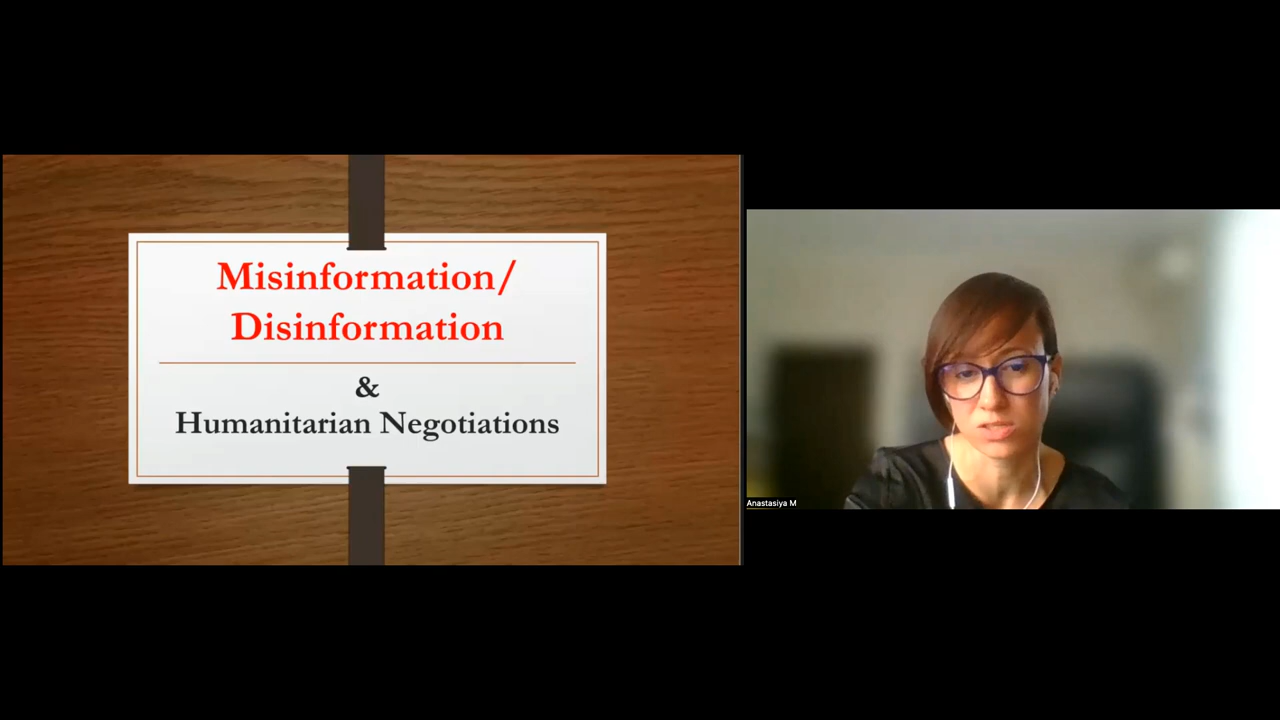 Misinformation/
Disinformation
&
Humanitarian Negotiations
Anastasiya M